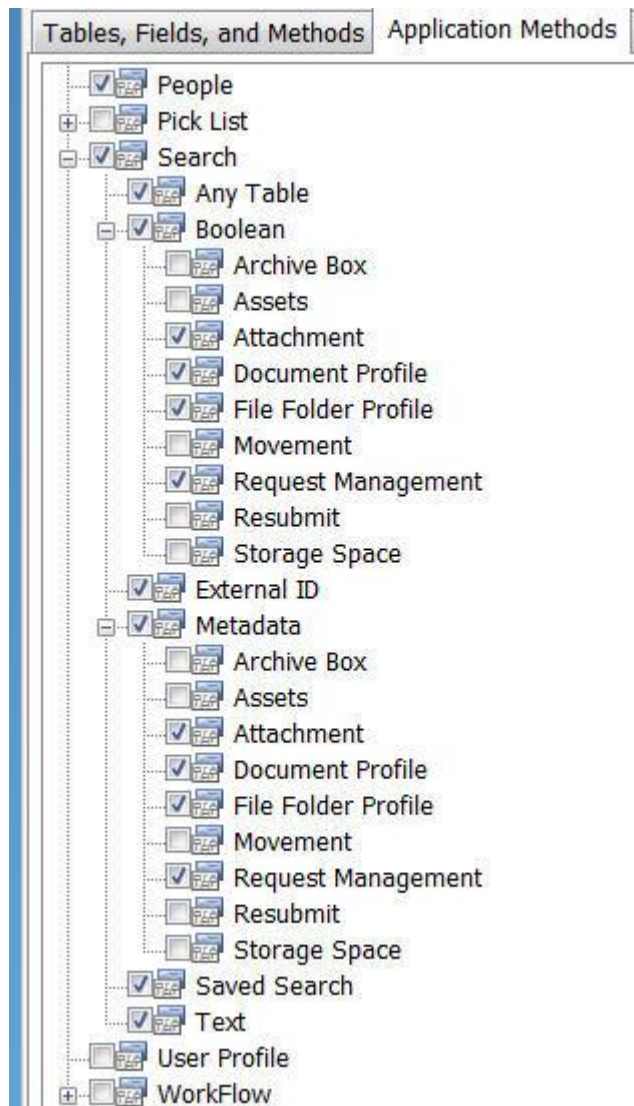 Tables, Fields, and Methods Application Methods
People
Pick List
Search
Any Table
Boolean
Archive Box
Assets
Attachment
Document Profile
File Folder Profile
Movement
Request Management
Resubmit
Storage Space
External ID
Metadata
Archive Box
Assets
Attachment
Document Profile
File Folder Profile
Movement
Request Management
Resubmit
Storage Space
Saved Search
Text
User Profile
WorkFlow